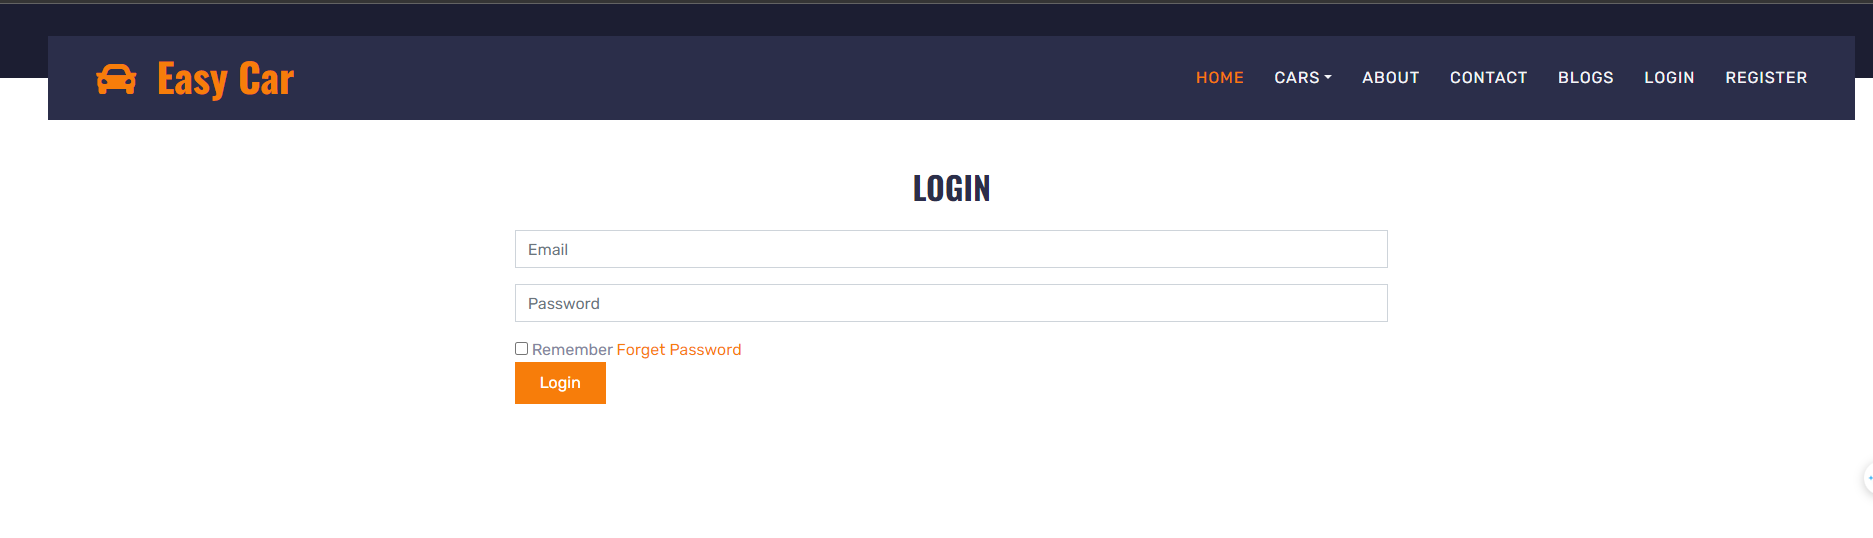 Easy Car
HOME CARS ABOUT CONTACT BLOGS LOGIN REGISTER
LOGIN
Email
Password
Remember Forget Password
Login